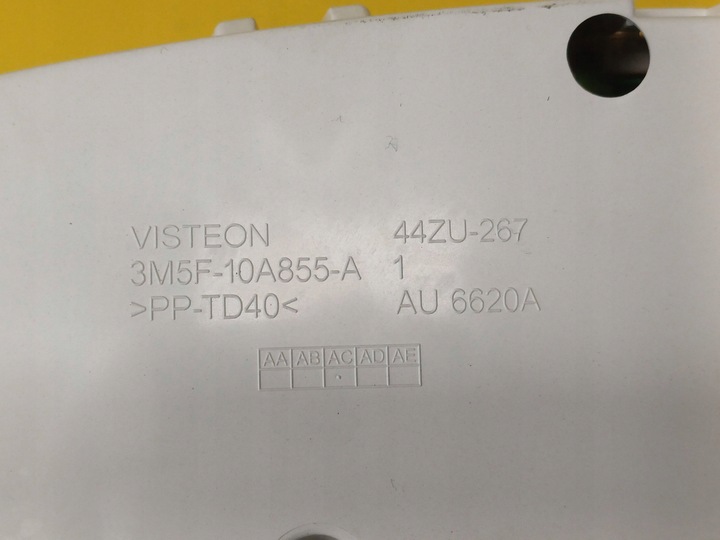 VISTEON 44ZU-267
3M5F-10A855-A 1
>PP-TD40< AU 6620A
AA AB AC AD AE